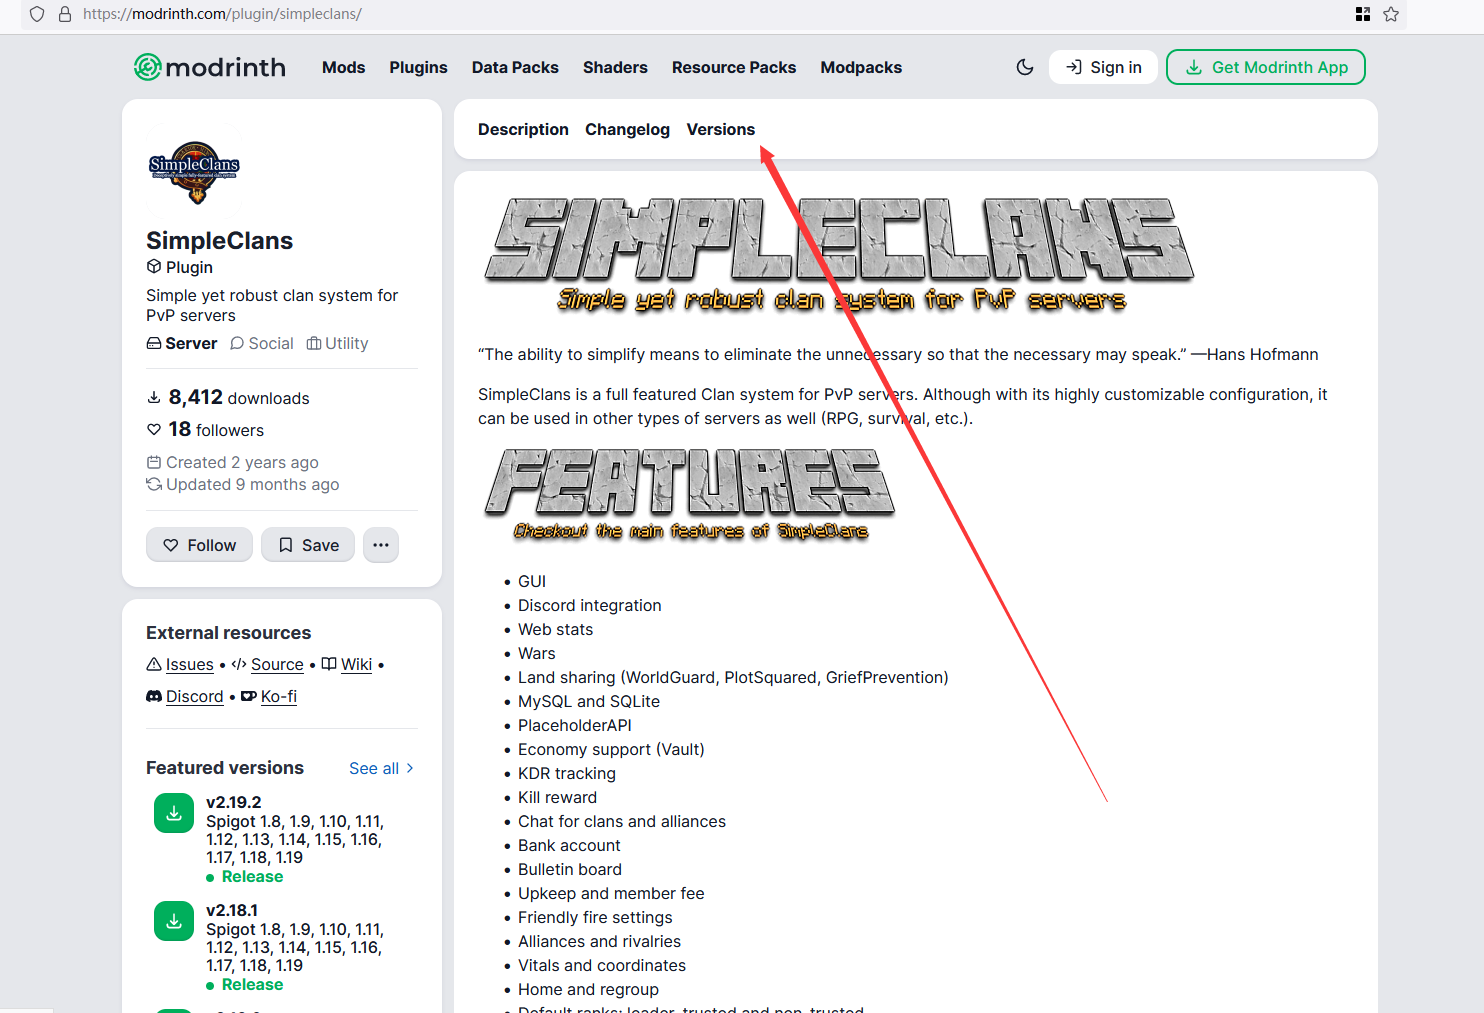 https://modrinth.com/plugin/simpleclans/
modrinth
Mods
Plugins
Data Packs
Shaders
Resource Packs
Modpacks
Sign in
Get Modrinth App
SimpleClans
SimpleClans
Plugin
Simple yet robust clan system for
PvP servers
Server
Social
Utility
8,412 downloads
18 followers
Created 2 years ago
Updated 9 months ago
Follow
Save
External resources
Issues • Source • Wiki •
Discord • Ko-fi
Featured versions
See all
v2.19.2
Spigot 1.8, 1.9, 1.10, 1.11,
1.12, 1.13, 1.14, 1.15, 1.16,
1.17, 1.18, 1.19
Release
v2.18.1
Spigot 1.8, 1.9, 1.10, 1.11,
1.12, 1.13, 1.14, 1.15, 1.16,
1.17, 1.18, 1.19
Release
Description
Changelog
Versions
SIMPLECLANS
Simple yet robust clan system for PvP servers
“The ability to simplify means to eliminate the unnecessary so that the necessary may speak.” —Hans Hofmann
SimpleClans is a full featured Clan system for PvP servers. Although with its highly customizable configuration, it
can be used in other types of servers as well (RPG, survival, etc.).
FEATURES
Checkout the main features of SimpleClans
• GUI
• Discord integration
• Web stats
• Wars
• Land sharing (WorldGuard, PlotSquared, GriefPrevention)
• MySQL and SQLite
• PlaceholderAPI
• Economy support (Vault)
• KDR tracking
• Kill reward
• Chat for clans and alliances
• Bank account
• Bulletin board
• Upkeep and member fee
• Friendly fire settings
• Alliances and rivalries
• Vitals and coordinates
• Home and regroup
• Default ranks: leader, trusted and non-trusted